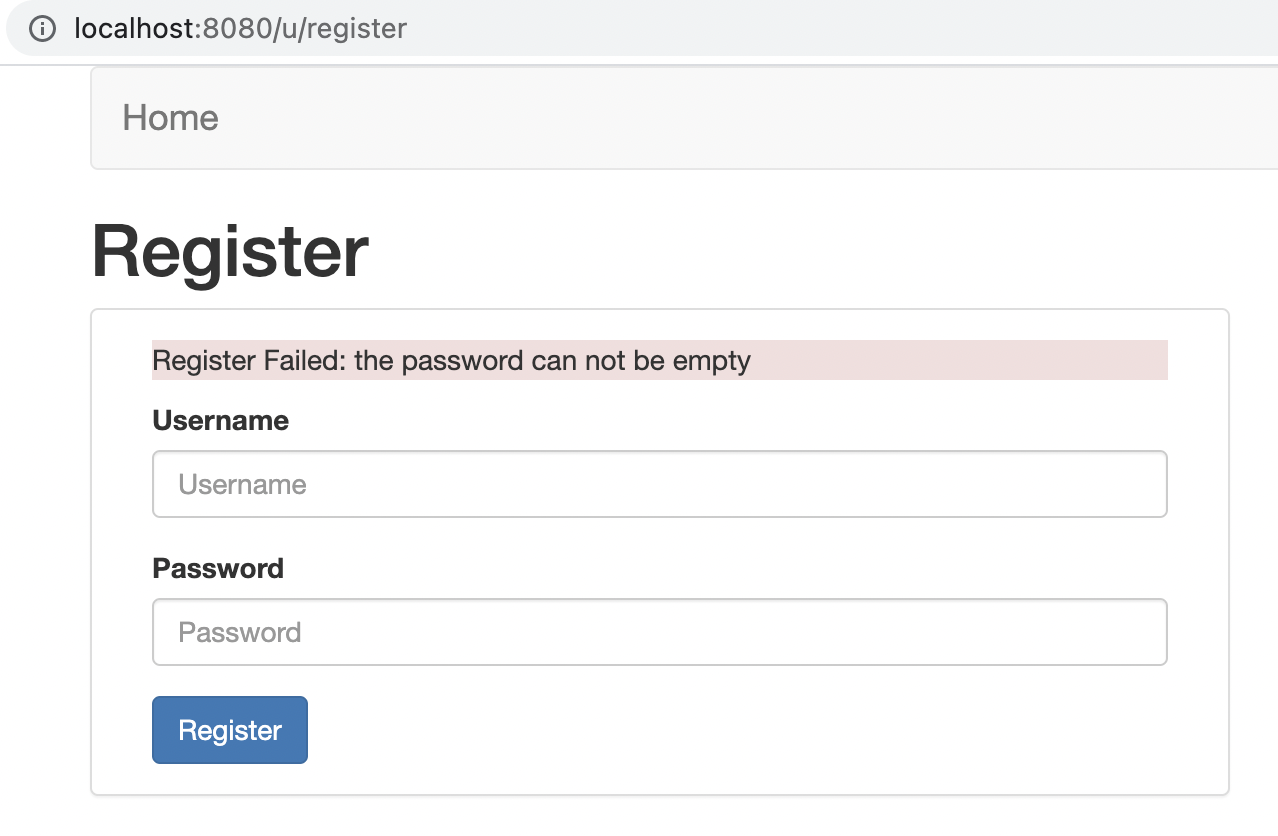 localhost:8080/u/register
Home
Register
Register Failed: the password can not be empty
Username
Username
Password
Password
Register